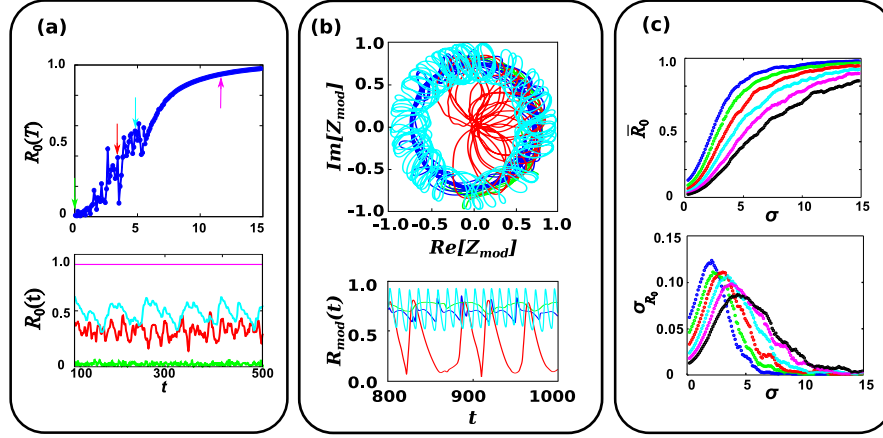 (a)
1.0
R0(T)
0.5
0
0 5 10 15
1.0
R0(t)
0.5
0
100 300 500
t
(b)
1.0
Im[Zmod]
0.5
0.0
-0.5
-1.0
-1.0 -0.5 0.0 0.5 1.0
Re[Zmod]
1.0
Rmod(t)
0.5
0.0
800 900 1000
t
(c)
1.0
R̅0
0.5
0 5 10 15
σ
0.15
σR0
0.10
0.05
0
0 5 10 15
σ